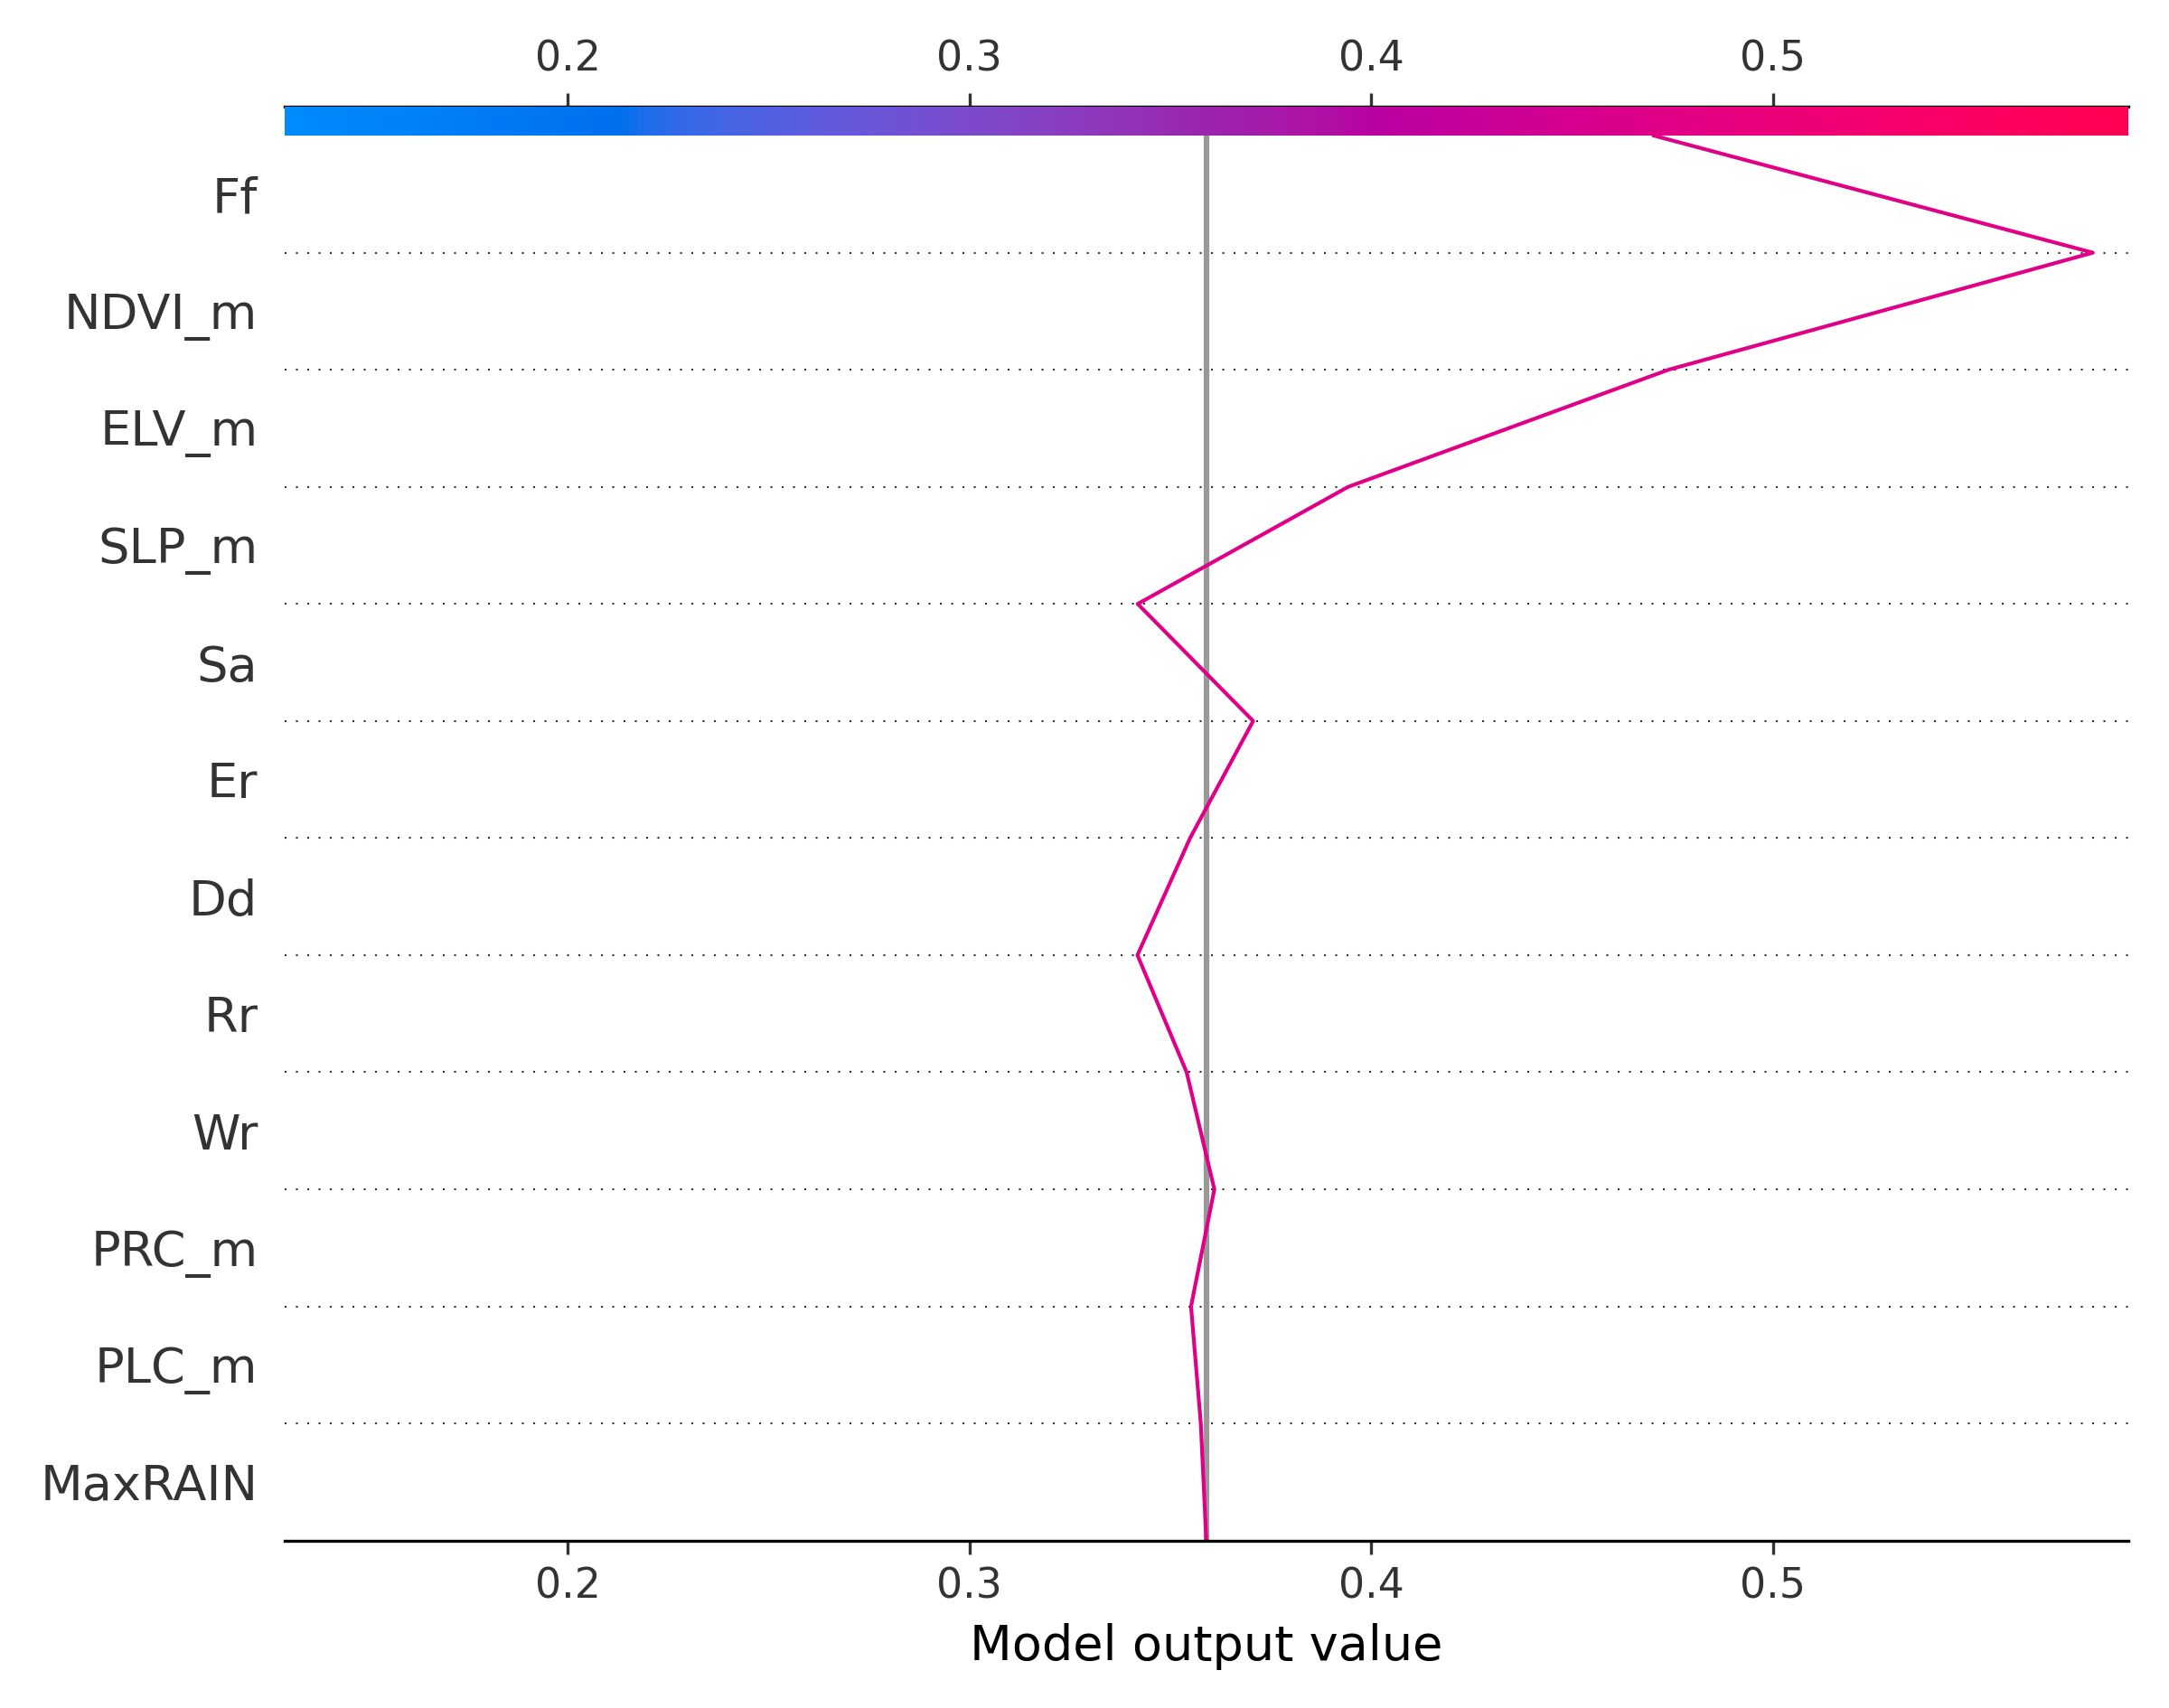 0.2 0.3 0.4 0.5
Ff
NDVI_m
ELV_m
SLP_m
Sa
Er
Dd
Rr
Wr
PRC_m
PLC_m
MaxRAIN
0.2 0.3 0.4 0.5
Model output value